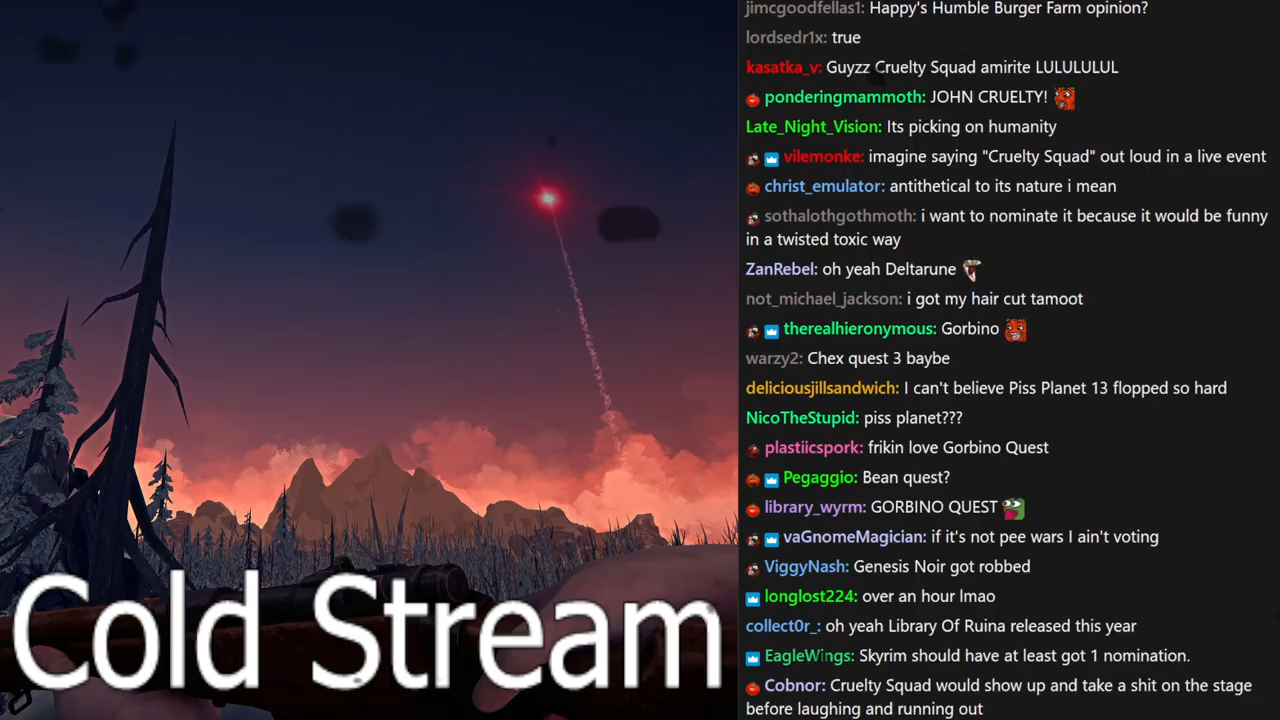 jimcgoodfellas1: Happy's Humble Burger Farm opinion?
lordsedr1x: true
kasatka_v: Guyzz Cruelty Squad amirite LULULULUL
ponderingmammoth: JOHN CRUELTY!
Late_Night_Vision: Its picking on humanity
vilemonke: imagine saying "Cruelty Squad" out loud in a live event
christ_emulator: antithetical to its nature i mean
sothalothgothmoth: i want to nominate it because it would be funny
in a twisted toxic way
ZanRebel: oh yeah Deltarune
not_michael_jackson: i got my hair cut tamoot
therealhieronymous: Gorbino
warzy2: Chex quest 3 baybe
deliciousjillsandwich: I can't believe Piss Planet 13 flopped so hard
NicoTheStupid: piss planet???
plastiicspork: frikin love Gorbino Quest
Pegaggio: Bean quest?
library_wyrm: GORBINO QUEST
vaGnomeMagician: if it's not pee wars I ain't voting
ViggyNash: Genesis Noir got robbed
longlost224: over an hour lmao
collect0r_: oh yeah Library Of Ruina released this year
EagleWings: Skyrim should have at least got 1 nomination.
Cobnor: Cruelty Squad would show up and take a shit on the stage
before laughing and running out
Cold Stream